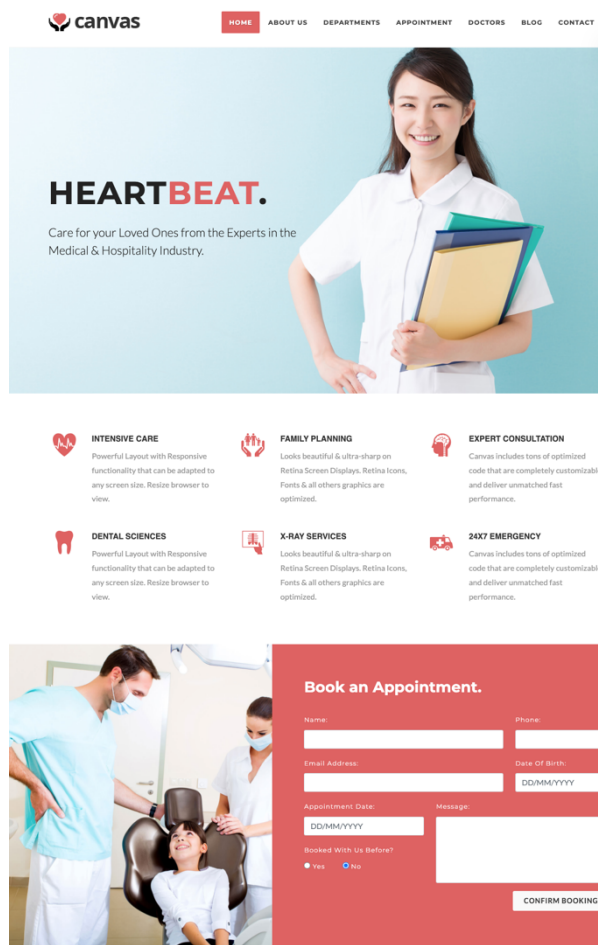 canvas
HOME ABOUT US DEPARTMENTS APPOINTMENT DOCTORS BLOG CONTACT
HEARTBEAT.
Care for your Loved Ones from the Experts in the
Medical & Hospitality Industry.
INTENSIVE CARE
Powerful Layout with Responsive
functionality that can be adapted to
any screen size. Resize browser to
view.
FAMILY PLANNING
Looks beautiful & ultra-sharp on
Retina Screen Displays. Retina Icons,
Fonts & all others graphics are
optimized.
EXPERT CONSULTATION
Canvas includes tons of optimized
code that are completely customizabl
and deliver unmatched fast
performance.
DENTAL SCIENCES
Powerful Layout with Responsive
functionality that can be adapted to
any screen size. Resize browser to
view.
X-RAY SERVICES
Looks beautiful & ultra-sharp on
Retina Screen Displays. Retina Icons,
Fonts & all others graphics are
optimized.
24X7 EMERGENCY
Canvas includes tons of optimized
code that are completely customizabl
and deliver unmatched fast
performance.
Book an Appointment.
Name: Phone:
Email Address: Date Of Birth:
DD/MM/YYYY
Appointment Date: Message:
DD/MM/YYYY
Booked With Us Before?
Yes No
CONFIRM BOOKING